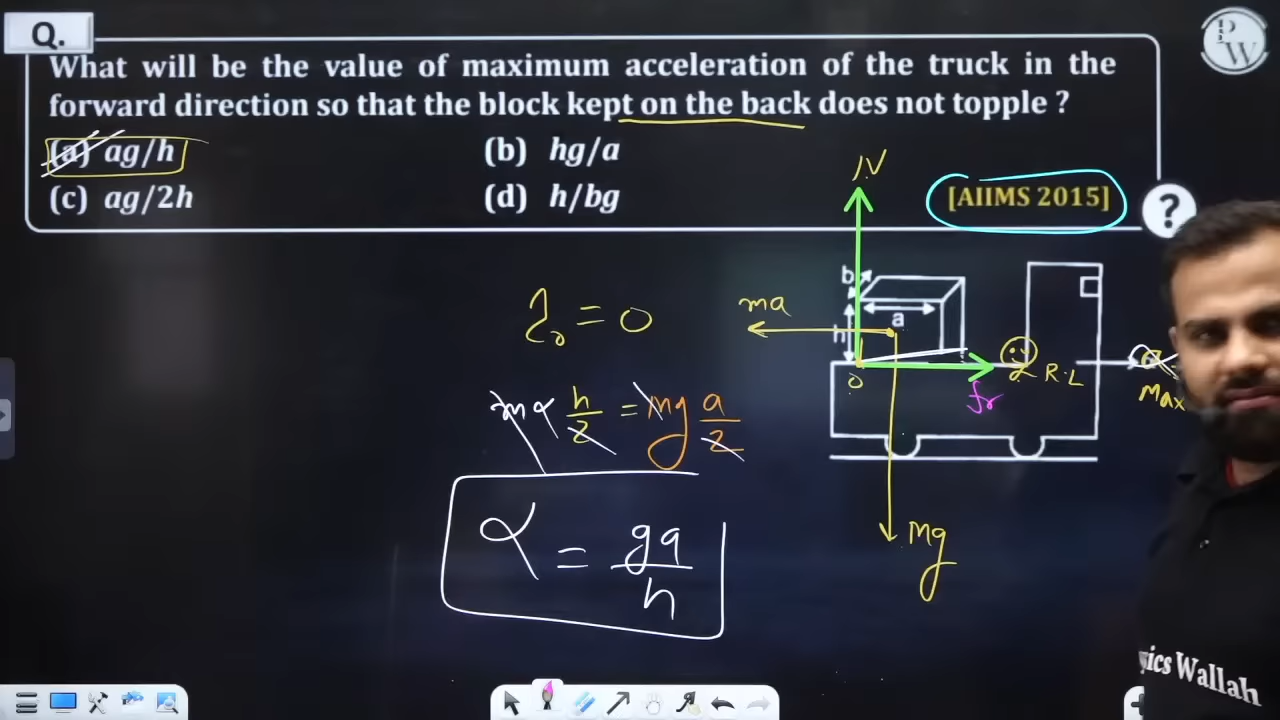 Q.
PW
What will be the value of maximum acceleration of the truck in the
forward direction so that the block kept on the back does not topple ?
(a) ag/h
(b) hg/a
(c) ag/2h
(d) h/bg
[AIIMS 2015]
?
N
b
a
h
ma
O
fr
R.L
Max
mg
τ₀ = 0
mα h/2 = mg a/2
α = ga/h
sics Wallah